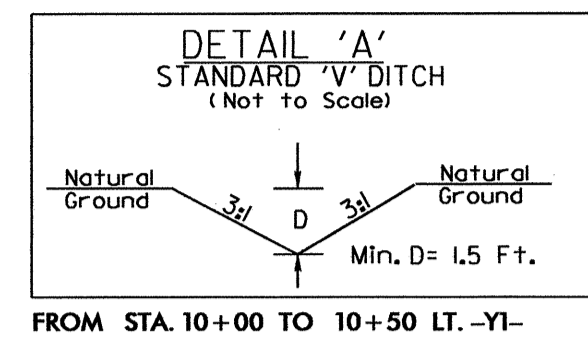 DETAIL 'A'
STANDARD 'V' DITCH
(Not to Scale)
Natural
Ground
3:1
D
3:1
Natural
Ground
Min. D= 1.5 Ft.
FROM STA. 10+00 TO 10+50 LT. -Y1-